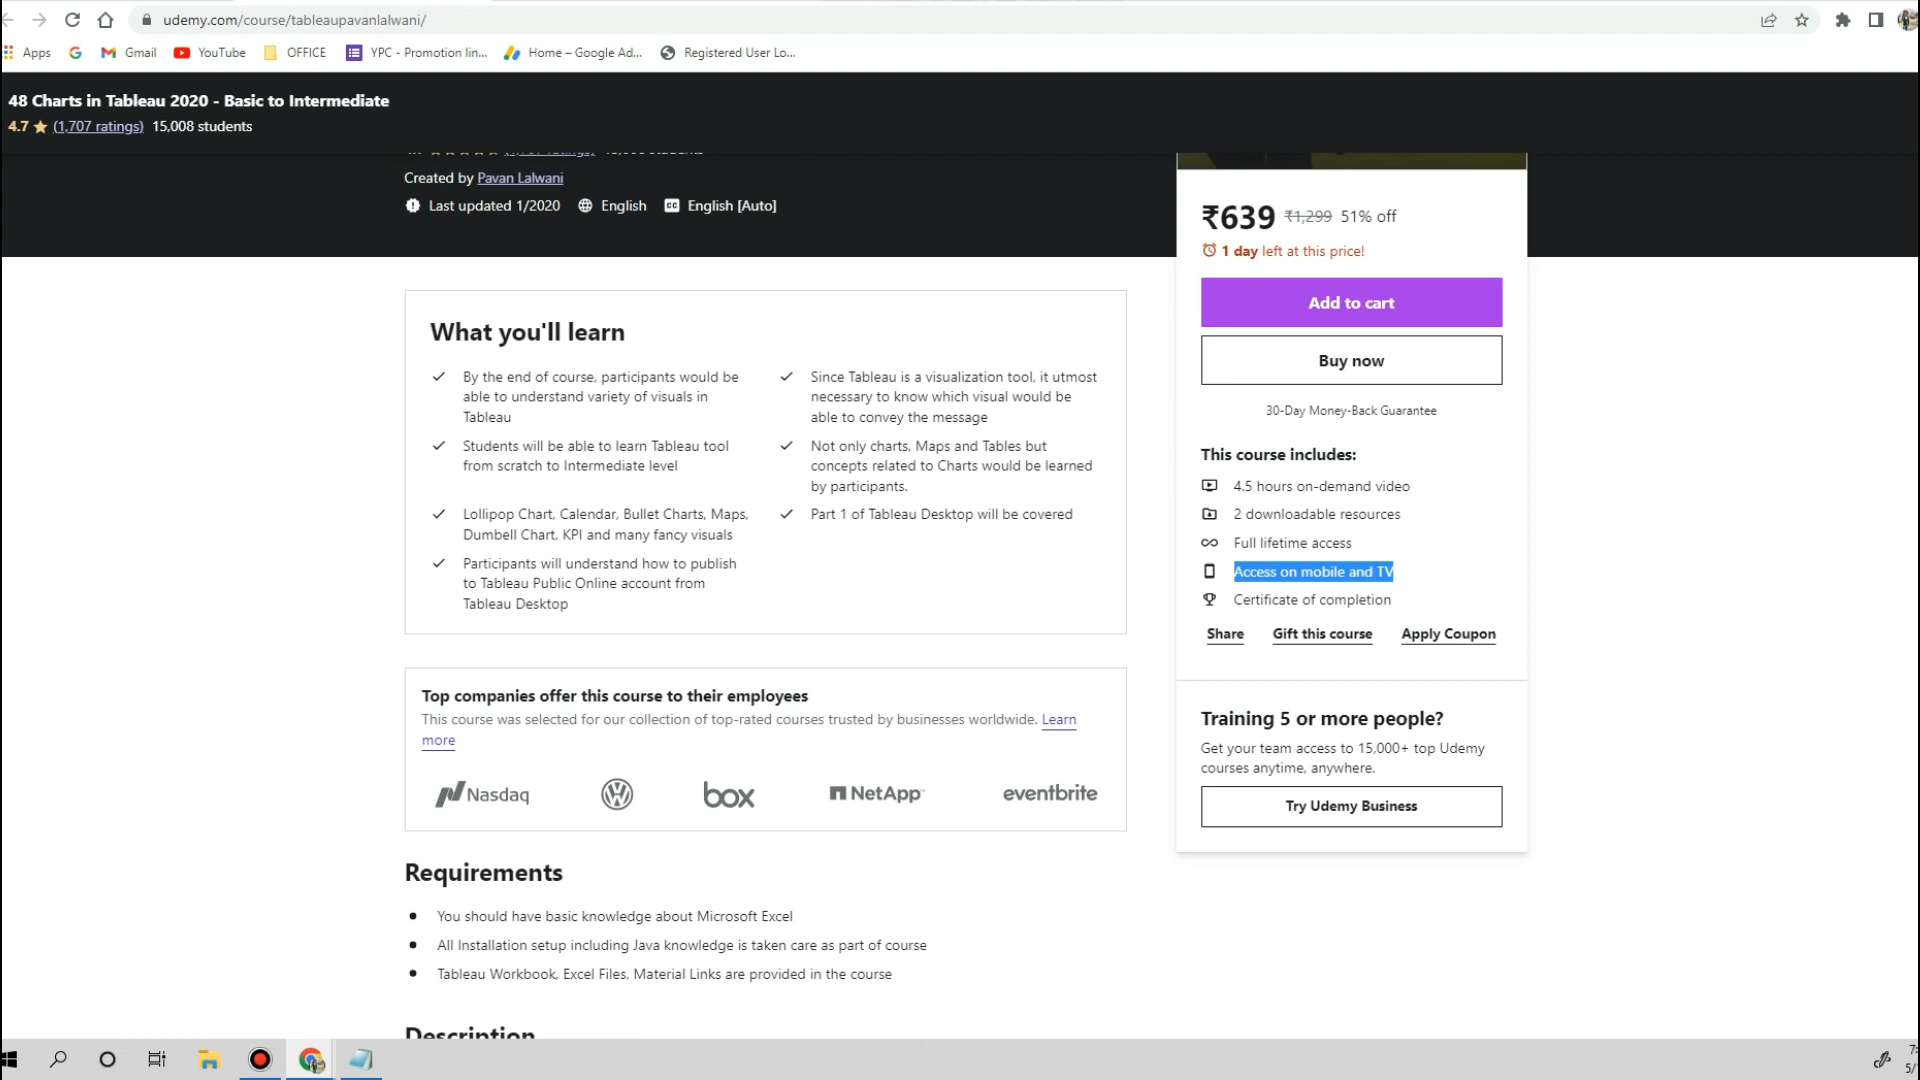 udemy.com/course/tableaupavanlalwani/
Apps Gmail YouTube OFFICE YPC - Promotion lin... Home – Google Ad... Registered User Lo...
48 Charts in Tableau 2020 - Basic to Intermediate
4.7 (1,707 ratings) 15,008 students
Created by Pavan Lalwani
Last updated 1/2020 English CC English [Auto]
₹639 ₹1,299 51% off
1 day left at this price!
Add to cart
Buy now
30-Day Money-Back Guarantee
This course includes:
4.5 hours on-demand video
2 downloadable resources
Full lifetime access
Access on mobile and TV
Certificate of completion
Share Gift this course Apply Coupon
Training 5 or more people?
Get your team access to 15,000+ top Udemy
courses anytime, anywhere.
Try Udemy Business
What you'll learn
By the end of course, participants would be
able to understand variety of visuals in
Tableau
Since Tableau is a visualization tool, it utmost
necessary to know which visual would be
able to convey the message
Students will be able to learn Tableau tool
from scratch to Intermediate level
Not only charts, Maps and Tables but
concepts related to Charts would be learned
by participants.
Lollipop Chart, Calendar, Bullet Charts, Maps,
Dumbell Chart, KPI and many fancy visuals
Part 1 of Tableau Desktop will be covered
Participants will understand how to publish
to Tableau Public Online account from
Tableau Desktop
Top companies offer this course to their employees
This course was selected for our collection of top-rated courses trusted by businesses worldwide. Learn
more
Nasdaq box NetApp eventbrite
Requirements
You should have basic knowledge about Microsoft Excel
All Installation setup including Java knowledge is taken care as part of course
Tableau Workbook, Excel Files, Material Links are provided in the course
Description